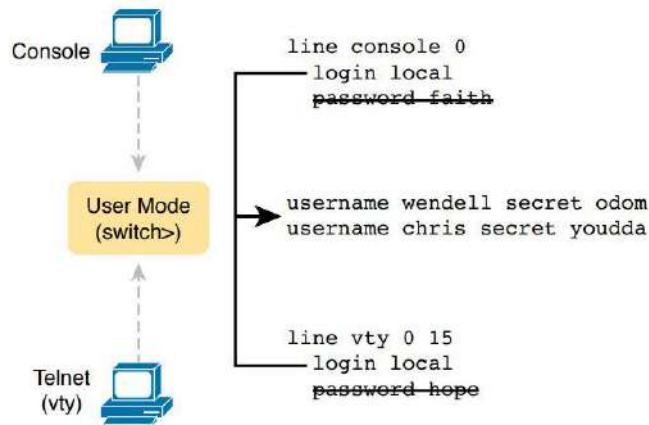 Console
line console 0
login local
password faith
User Mode
(switch>)
username wendell secret odom
username chris secret youdda
line vty 0 15
login local
password hope
Telnet
(vty)